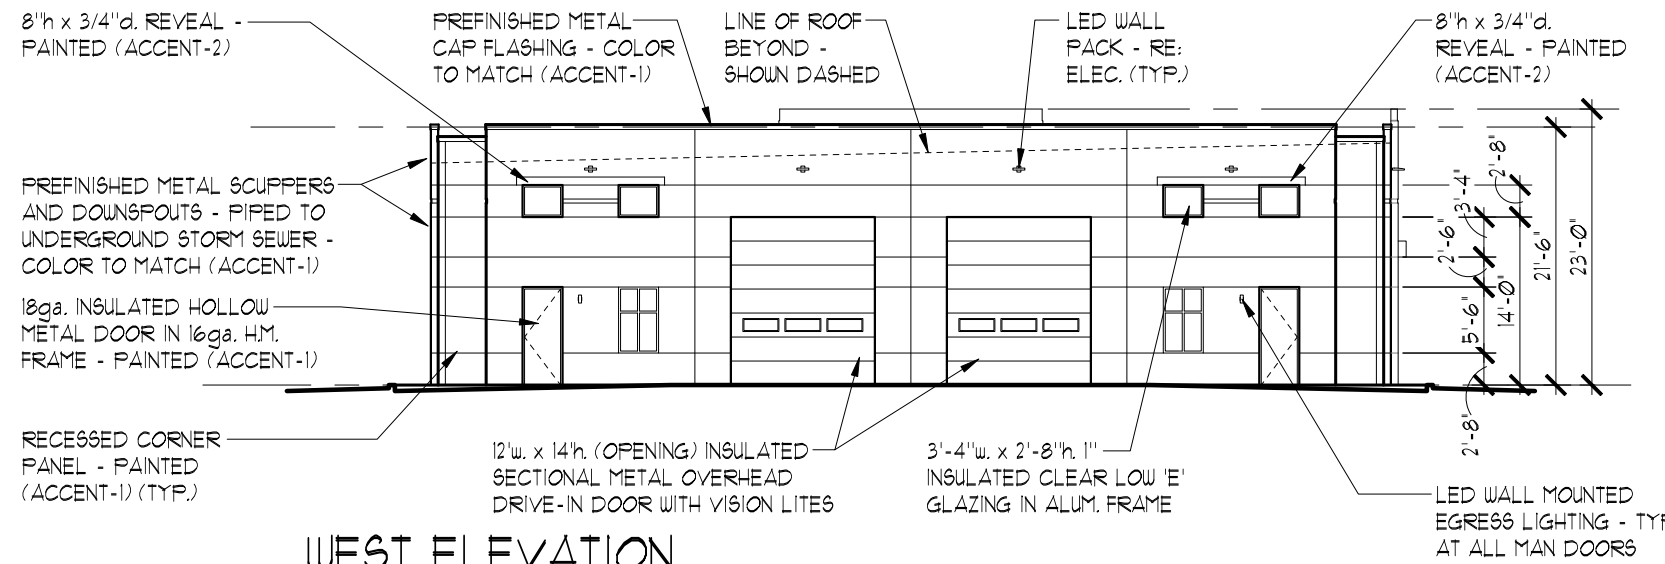 8"h x 3/4"d. REVEAL -
PAINTED (ACCENT-2)
PREFINISHED METAL
CAP FLASHING - COLOR
TO MATCH (ACCENT-1)
LINE OF ROOF
BEYOND -
SHOWN DASHED
LED WALL
PACK - RE:
ELEC. (TYP.)
8"h x 3/4"d.
REVEAL - PAINTED
(ACCENT-2)
PREFINISHED METAL SCUPPERS
AND DOWNSPOUTS - PIPED TO
UNDERGROUND STORM SEWER -
COLOR TO MATCH (ACCENT-1)
18ga. INSULATED HOLLOW
METAL DOOR IN 16ga. H.M.
FRAME - PAINTED (ACCENT-1)
RECESSED CORNER
PANEL - PAINTED
(ACCENT-1) (TYP.)
12'w. x 14'h. (OPENING) INSULATED
SECTIONAL METAL OVERHEAD
DRIVE-IN DOOR WITH VISION LITES
3'-4"w. x 2'-8"h. 1"
INSULATED CLEAR LOW 'E'
GLAZING IN ALUM. FRAME
LED WALL MOUNTED
EGRESS LIGHTING - TYP
AT ALL MAN DOORS
2'-8"
3'-4"
2'-6"
5'-6"
2'-8"
14'-0"
21'-6"
23'-0"
WEST ELEVATION